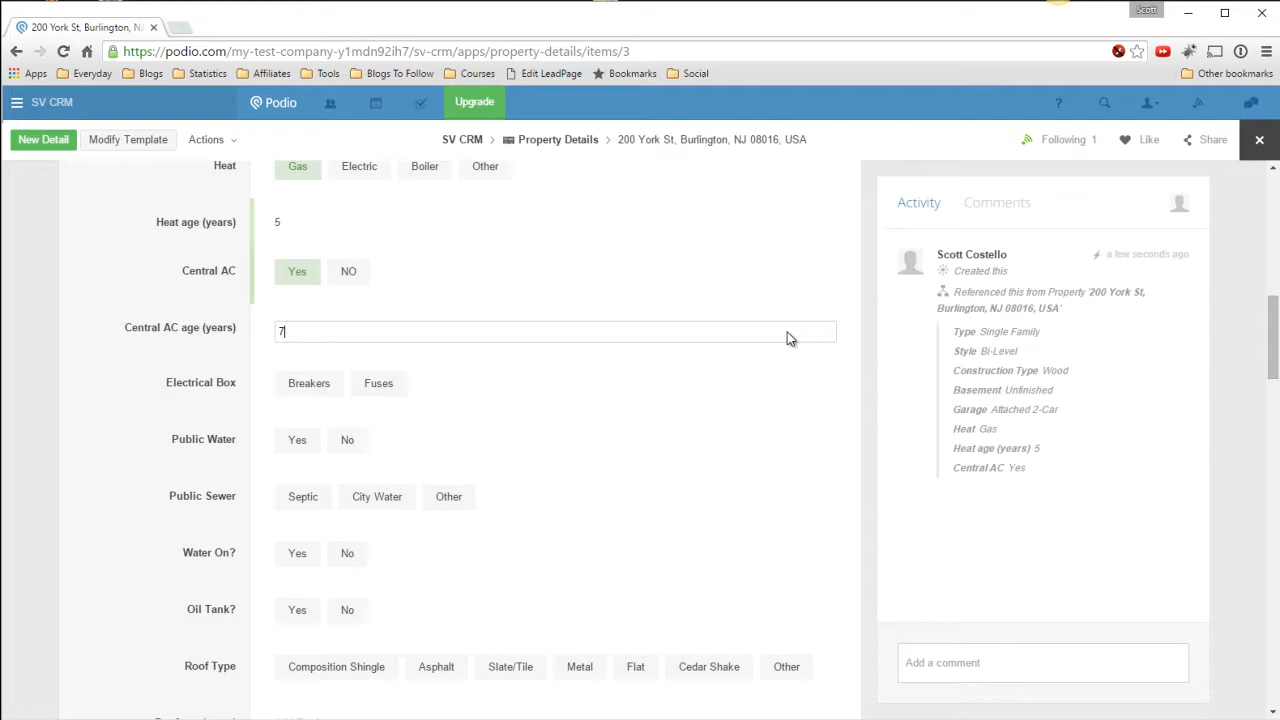 Scott
200 York St, Burlington, NJ
https://podio.com/my-test-company-y1mdn92ih7/sv-crm/apps/property-details/items/3
Apps Everyday Blogs Statistics Affiliates Tools Blogs To Follow Courses Edit LeadPage Bookmarks Social Other bookmarks
SV CRM Podio Upgrade ?
New Detail Modify Template Actions SV CRM > Property Details > 200 York St, Burlington, NJ 08016, USA Following 1 Like Share
Heat Gas Electric Boiler Other
Activity Comments
Heat age (years) 5
Central AC Yes NO
Central AC age (years) 7
Electrical Box Breakers Fuses
Public Water Yes No
Public Sewer Septic City Water Other
Water On? Yes No
Oil Tank? Yes No
Roof Type Composition Shingle Asphalt Slate/Tile Metal Flat Cedar Shake Other
Scott Costello a few seconds ago
Created this
Referenced this from Property '200 York St,
Burlington, NJ 08016, USA'
Type Single Family
Style Bi-Level
Construction Type Wood
Basement Unfinished
Garage Attached 2-Car
Heat Gas
Heat age (years) 5
Central AC Yes
Add a comment